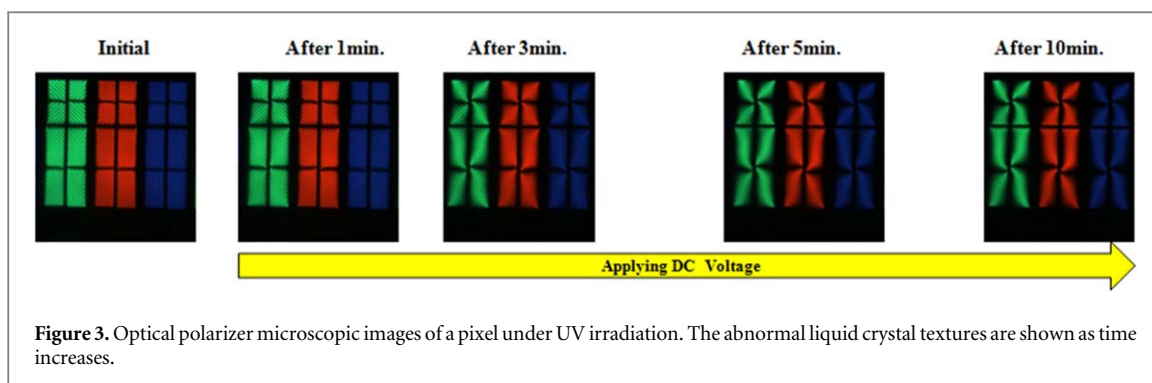 Initial
After 1min.
After 3min.
After 5min.
After 10min.
Applying DC Voltage
Figure 3. Optical polarizer microscopic images of a pixel under UV irradiation. The abnormal liquid crystal textures are shown as time
increases.